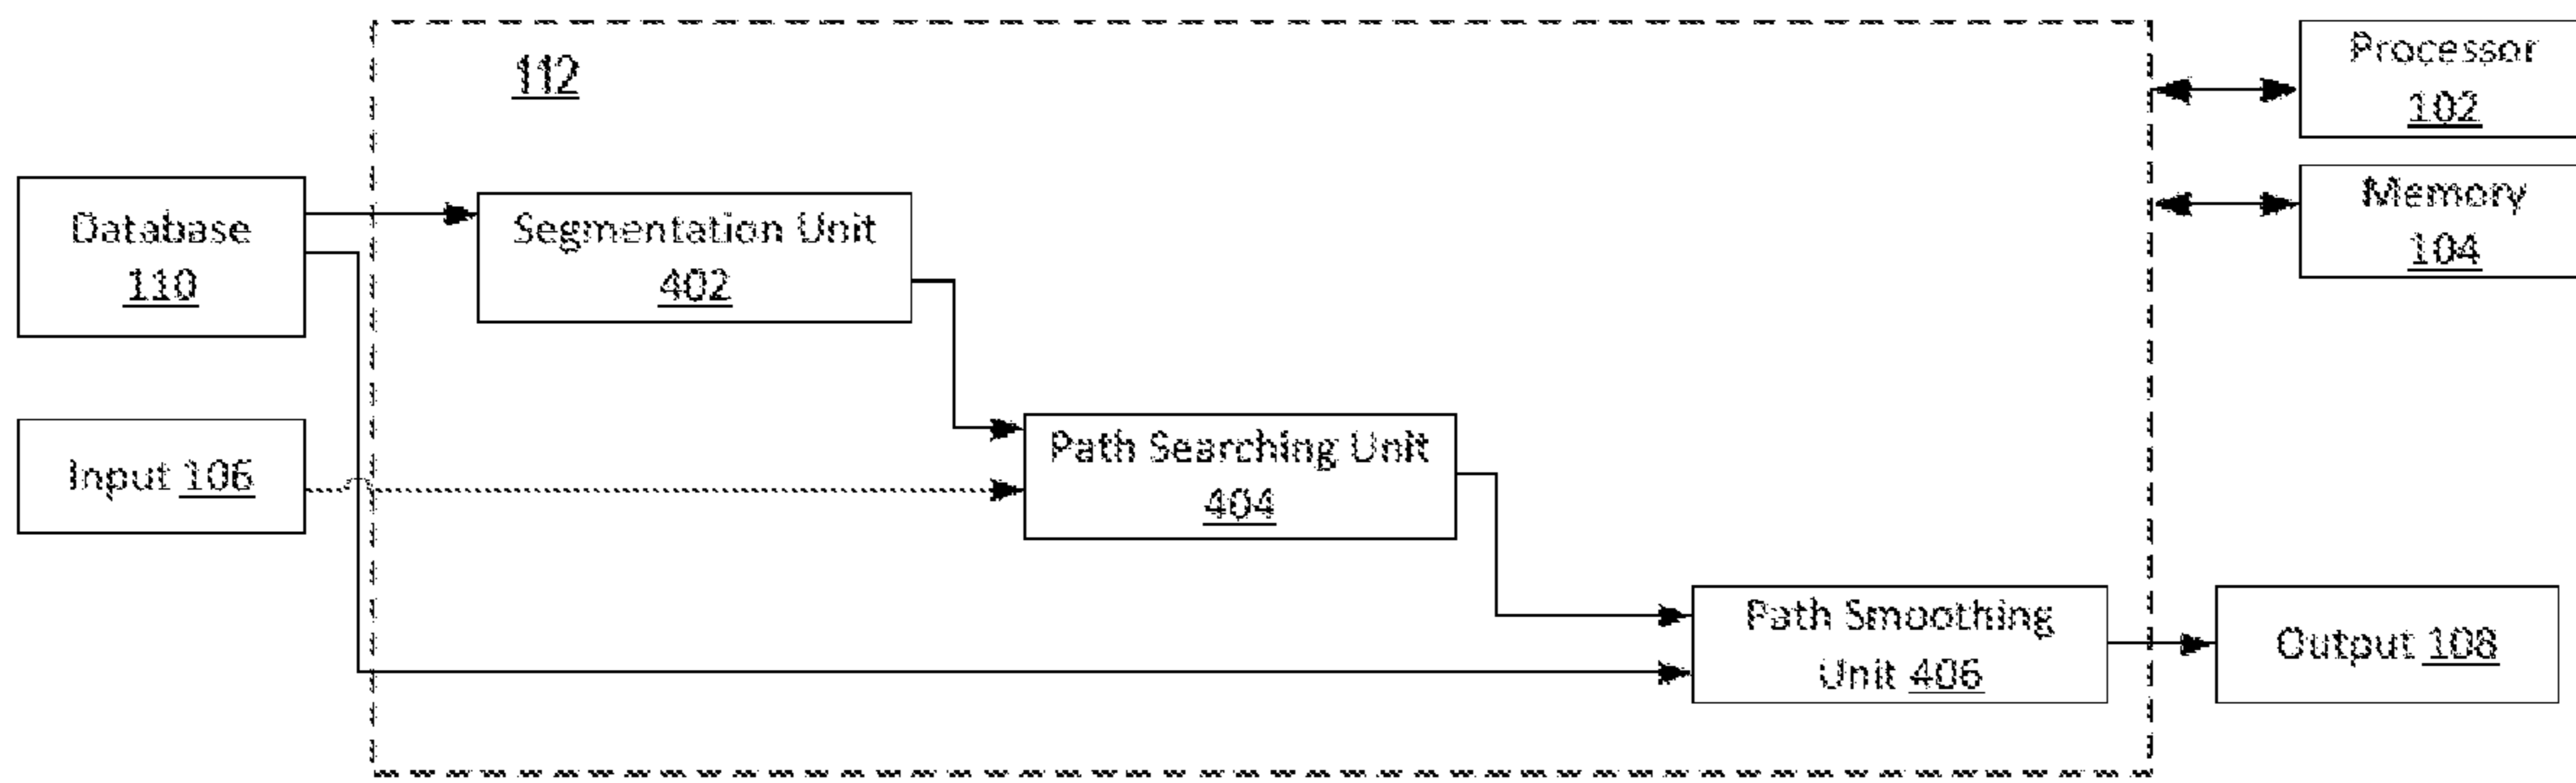 112
Processor
102
Memory
104
Database
110
Segmentation Unit
402
Input 106
Path Searching Unit
404
Path Smoothing
Unit 406
Output 108